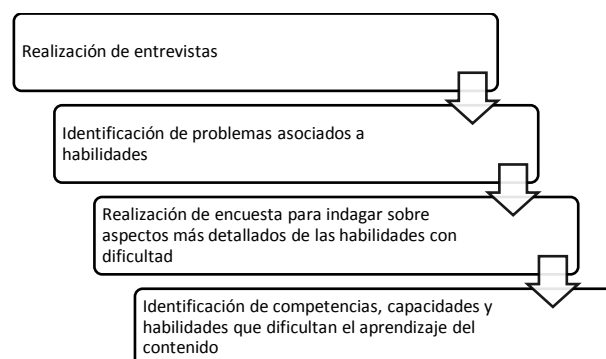 Realización de entrevistas
Identificación de problemas asociados a
habilidades
Realización de encuesta para indagar sobre
aspectos más detallados de las habilidades con
dificultad
Identificación de competencias, capacidades y
habilidades que dificultan el aprendizaje del
contenido